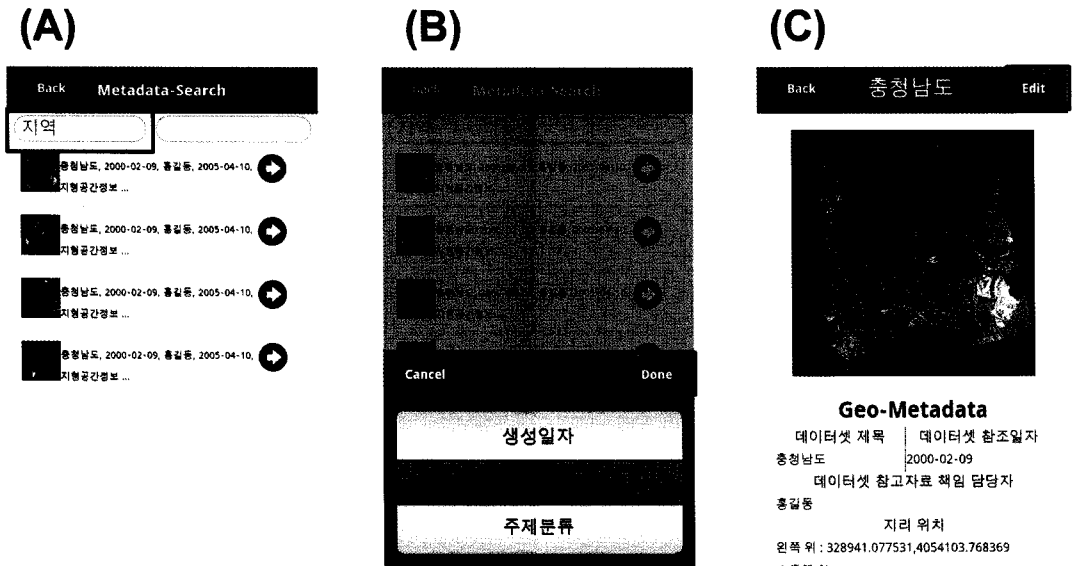 (A)
Back Metadata-Search
지역
충청남도, 2000-02-09, 홍길동, 2005-04-10,
지형공간정보 ...
충청남도, 2000-02-09, 홍길동, 2005-04-10,
지형공간정보 ...
충청남도, 2000-02-09, 홍길동, 2005-04-10,
지형공간정보 ...
충청남도, 2000-02-09, 홍길동, 2005-04-10,
지형공간정보 ...
(B)
Back Metadata-Search
Cancel Done
생성일자
주제분류
(C)
Back 충청남도 Edit
Geo-Metadata
데이터셋 제목 데이터셋 참조일자
충청남도 2000-02-09
데이터셋 참고자료 책임 담당자
홍길동
지리 위치
왼쪽 위 : 328941.077531,4054103.768369